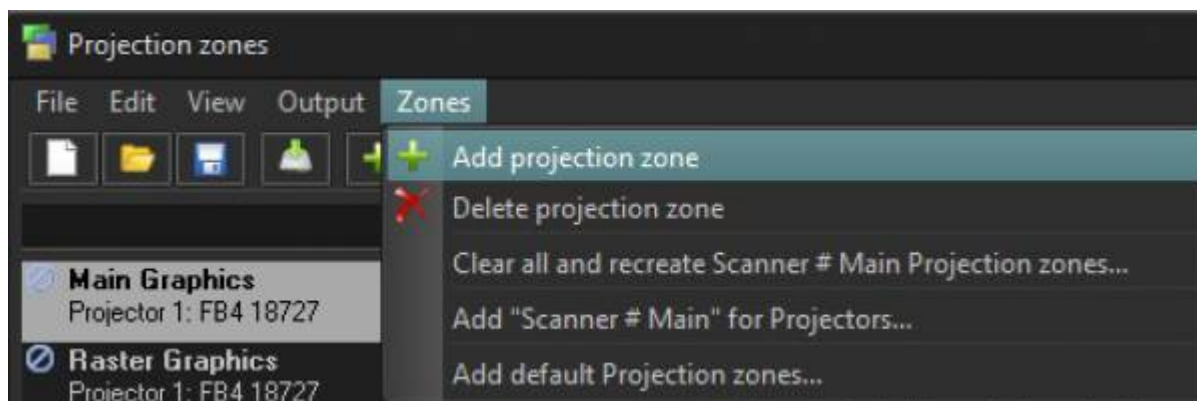 Projection zones
File Edit View Output Zones
Add projection zone
Delete projection zone
Clear all and recreate Scanner # Main Projection zones...
Add "Scanner # Main" for Projectors...
Add default Projection zones...
Main Graphics
Projector 1: FB4 18727
Raster Graphics
Projector 1: FB4 18727